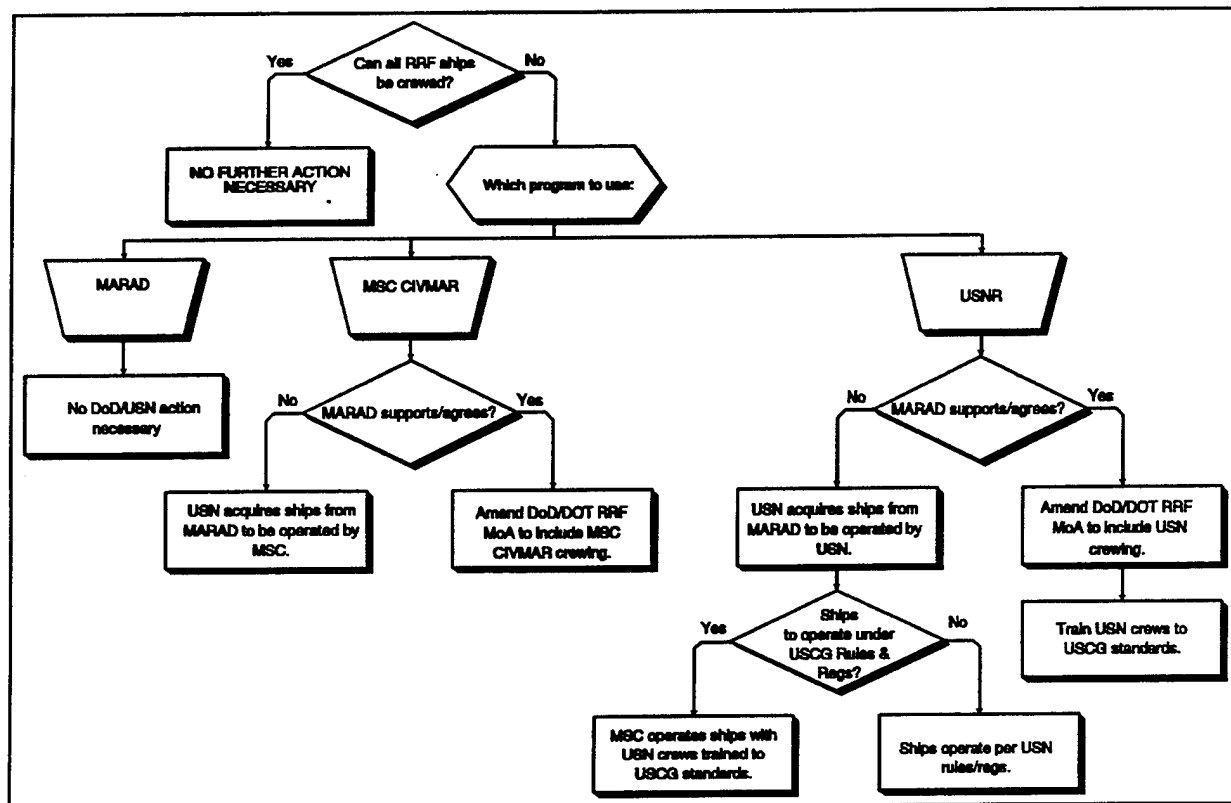 Yes
Can all RRF ships
be crewed?
No
NO FURTHER ACTION
NECESSARY
Which program to use:
MARAD
MSC CIVMAR
USNR
No DoD/USN action
necessary
No
MARAD supports/agrees?
Yes
No
MARAD supports/agrees?
Yes
USN acquires ships from
MARAD to be operated by
MSC.
Amend DoD/DOT RRF
MoA to include MSC
CIVMAR crewing.
USN acquires ships from
MARAD to be operated by
USN.
Amend DoD/DOT RRF
MoA to include USN
crewing.
Yes
Ships
to operate under
USCG Rules &
Regs?
No
Train USN crews to
USCG standards.
MSC operates ships with
USN crews trained to
USCG standards.
Ships operate per USN
rules/regs.